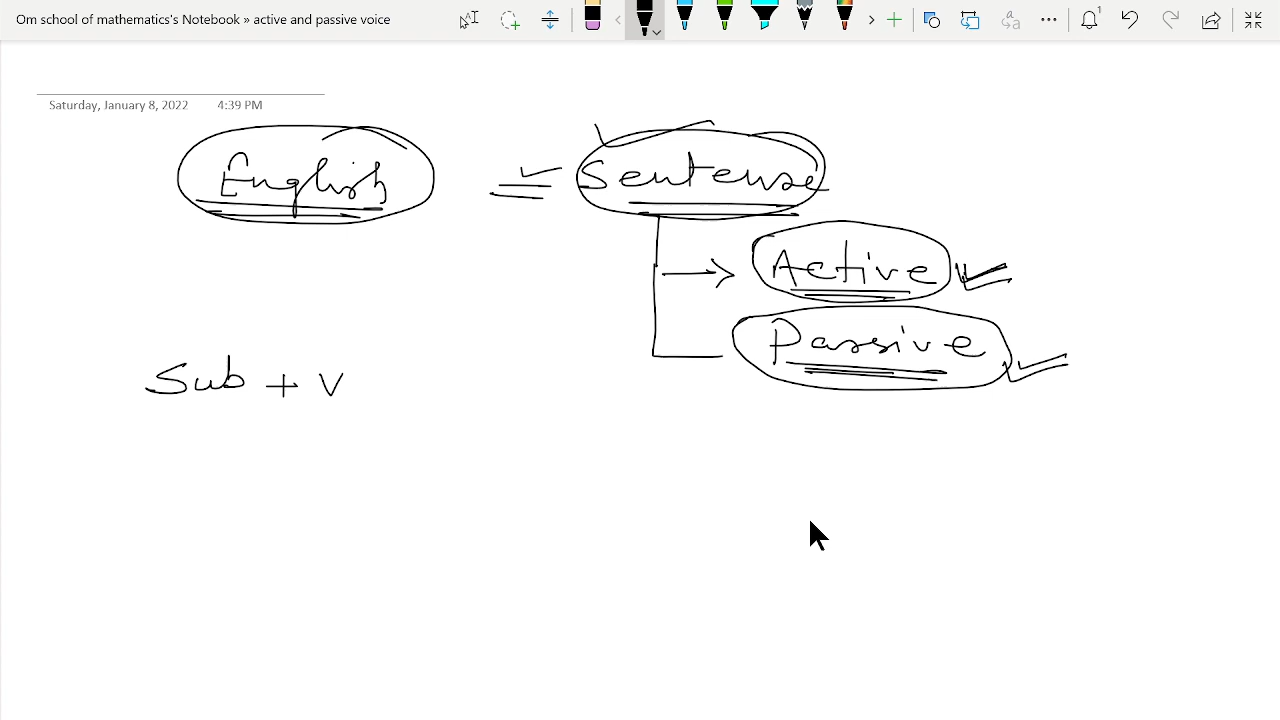 Om school of mathematics's Notebook » active and passive voice
Saturday, January 8, 2022 4:39 PM
English = Sentense
Active
Passive
Sub + V